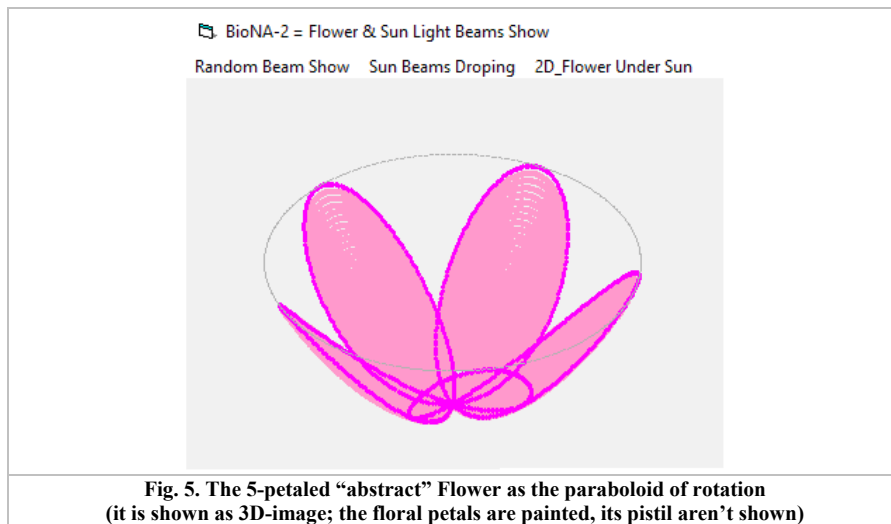 BioNA-2 = Flower & Sun Light Beams Show
Random Beam Show Sun Beams Droping 2D_Flower Under Sun
Fig. 5. The 5-petaled “abstract” Flower as the paraboloid of rotation
(it is shown as 3D-image; the floral petals are painted, its pistil aren’t shown)